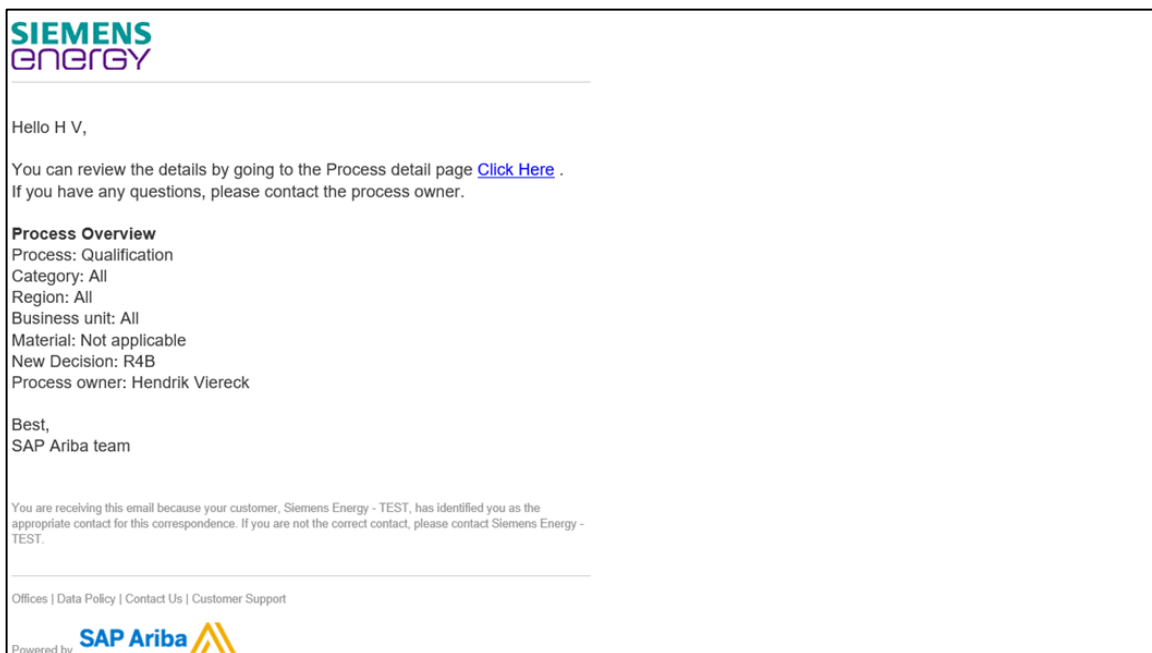 SIEMENS
energy
Hello H V,
You can review the details by going to the Process detail page Click Here .
If you have any questions, please contact the process owner.
Process Overview
Process: Qualification
Category: All
Region: All
Business unit: All
Material: Not applicable
New Decision: R4B
Process owner: Hendrik Viereck
Best,
SAP Ariba team
You are receiving this email because your customer, Siemens Energy - TEST, has identified you as the
appropriate contact for this correspondence. If you are not the correct contact, please contact Siemens Energy -
TEST.
Offices | Data Policy | Contact Us | Customer Support
Powered by SAP Ariba